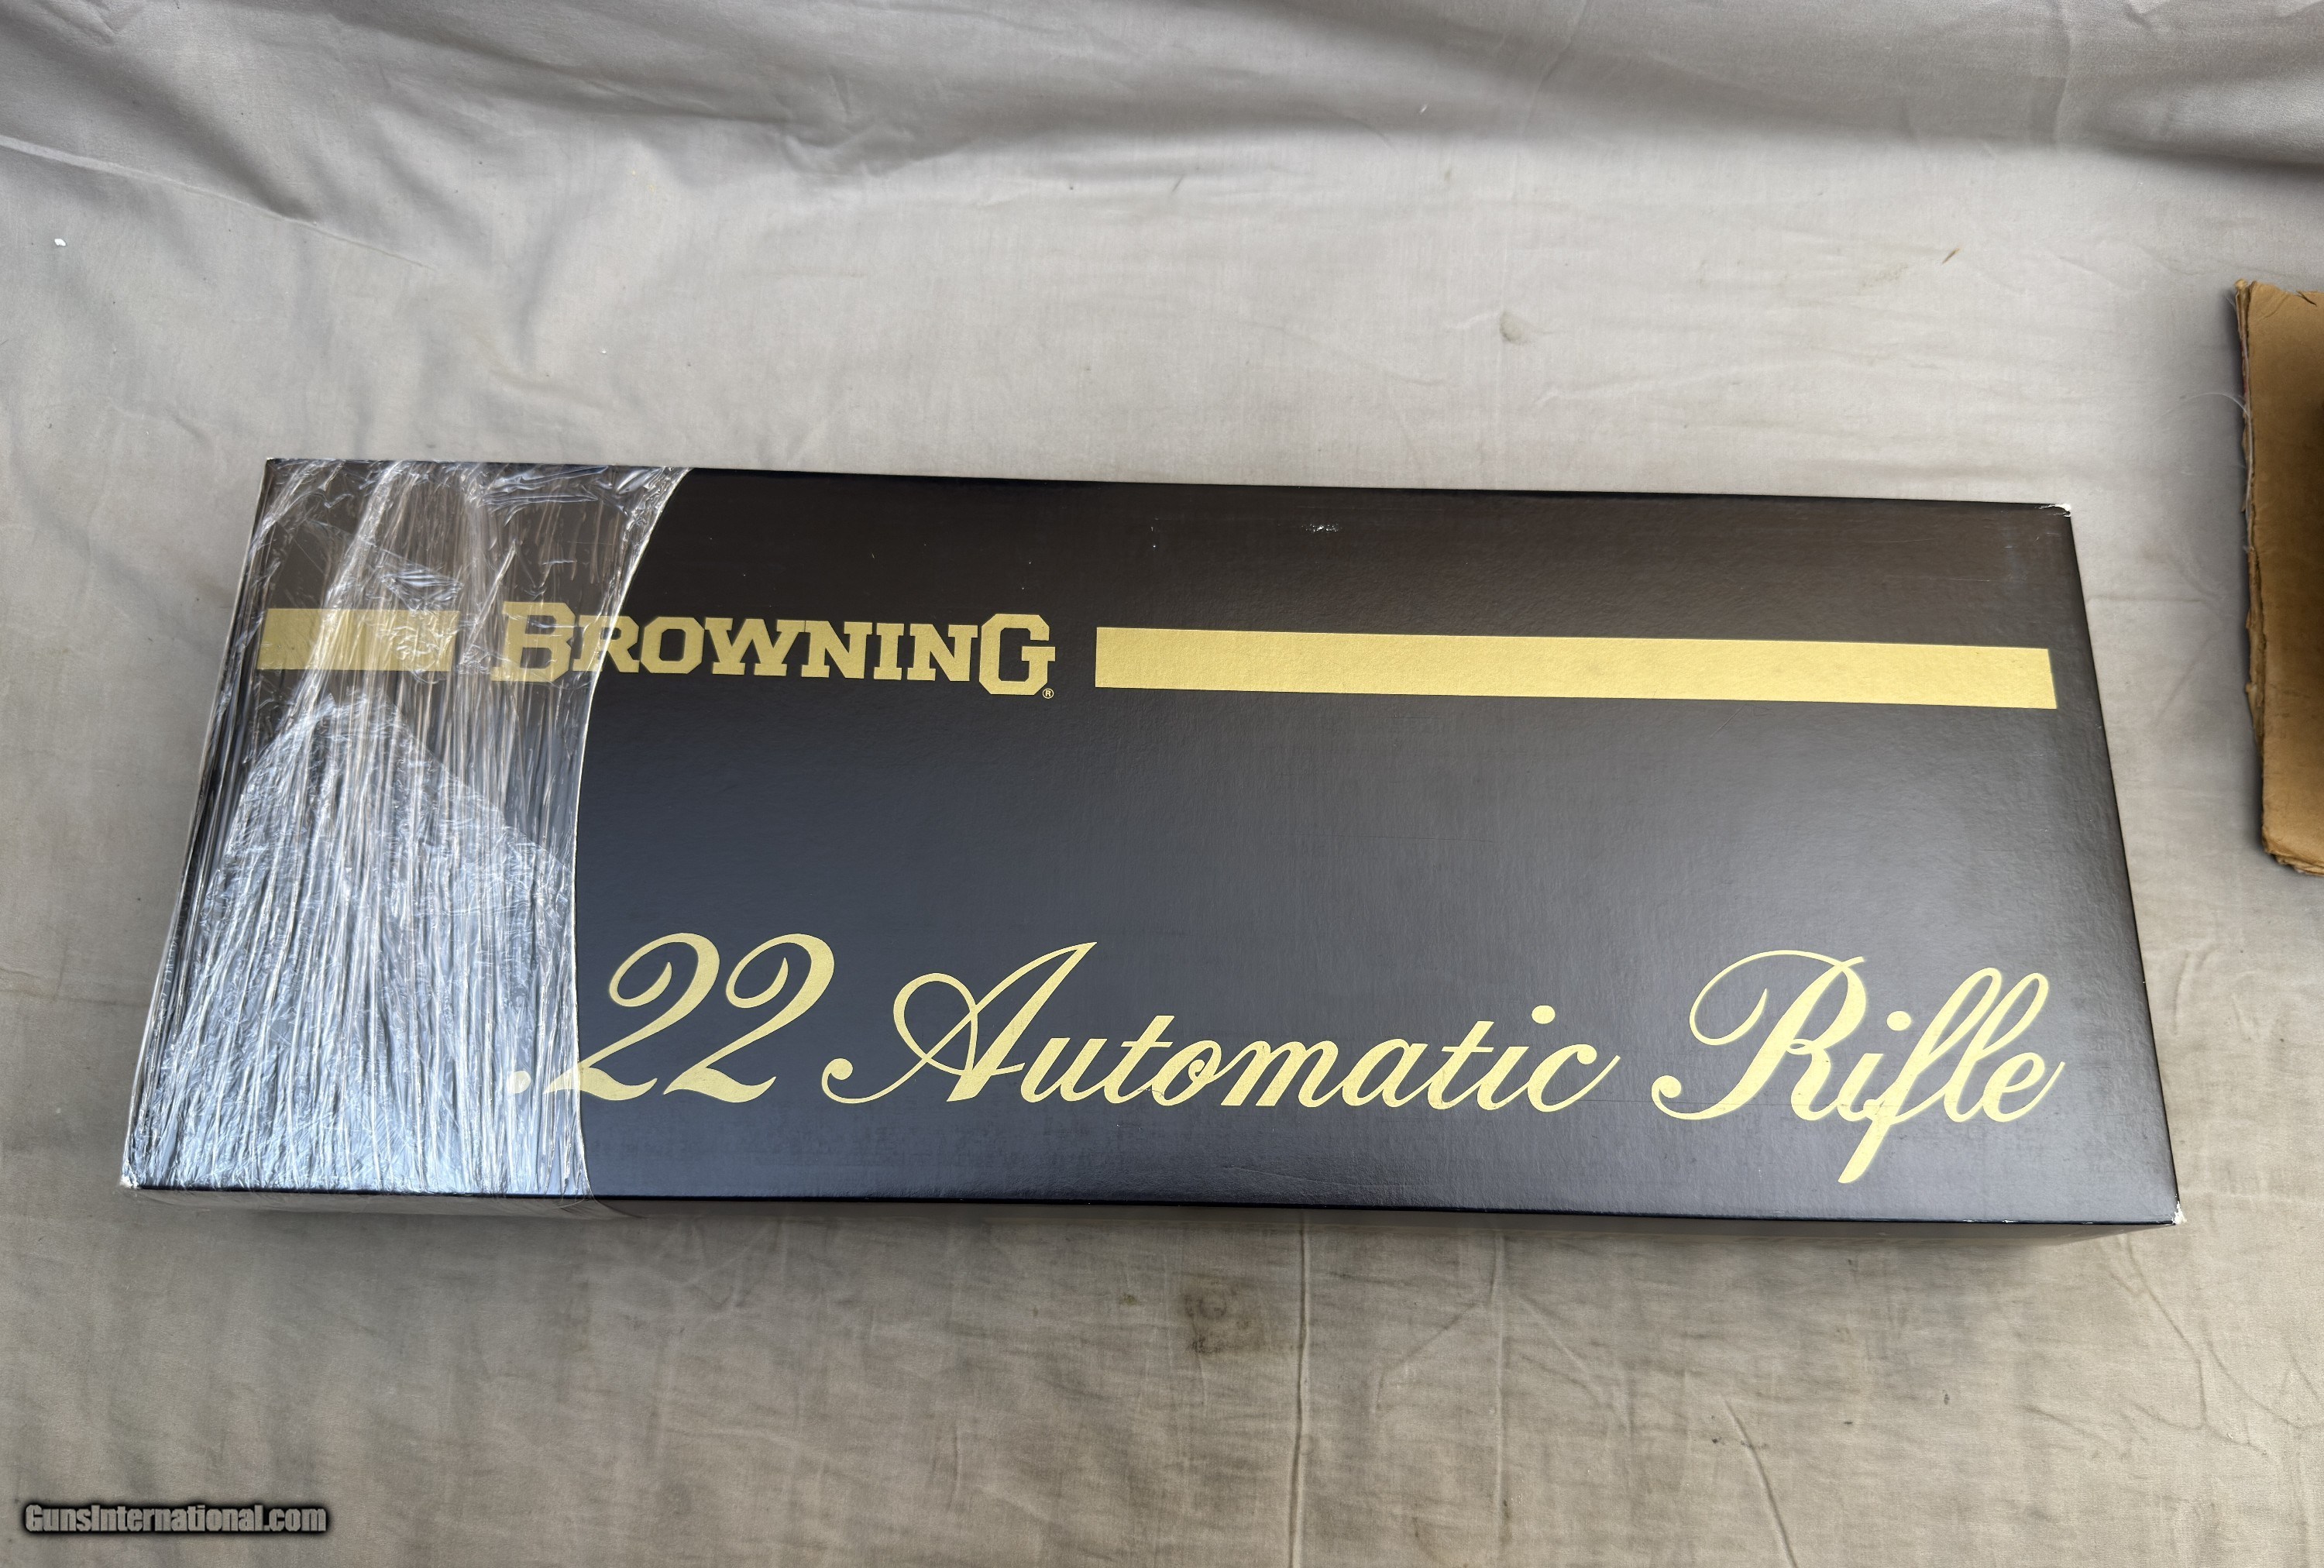 BROWNING®
.22 Automatic Rifle
GunsInternational.com